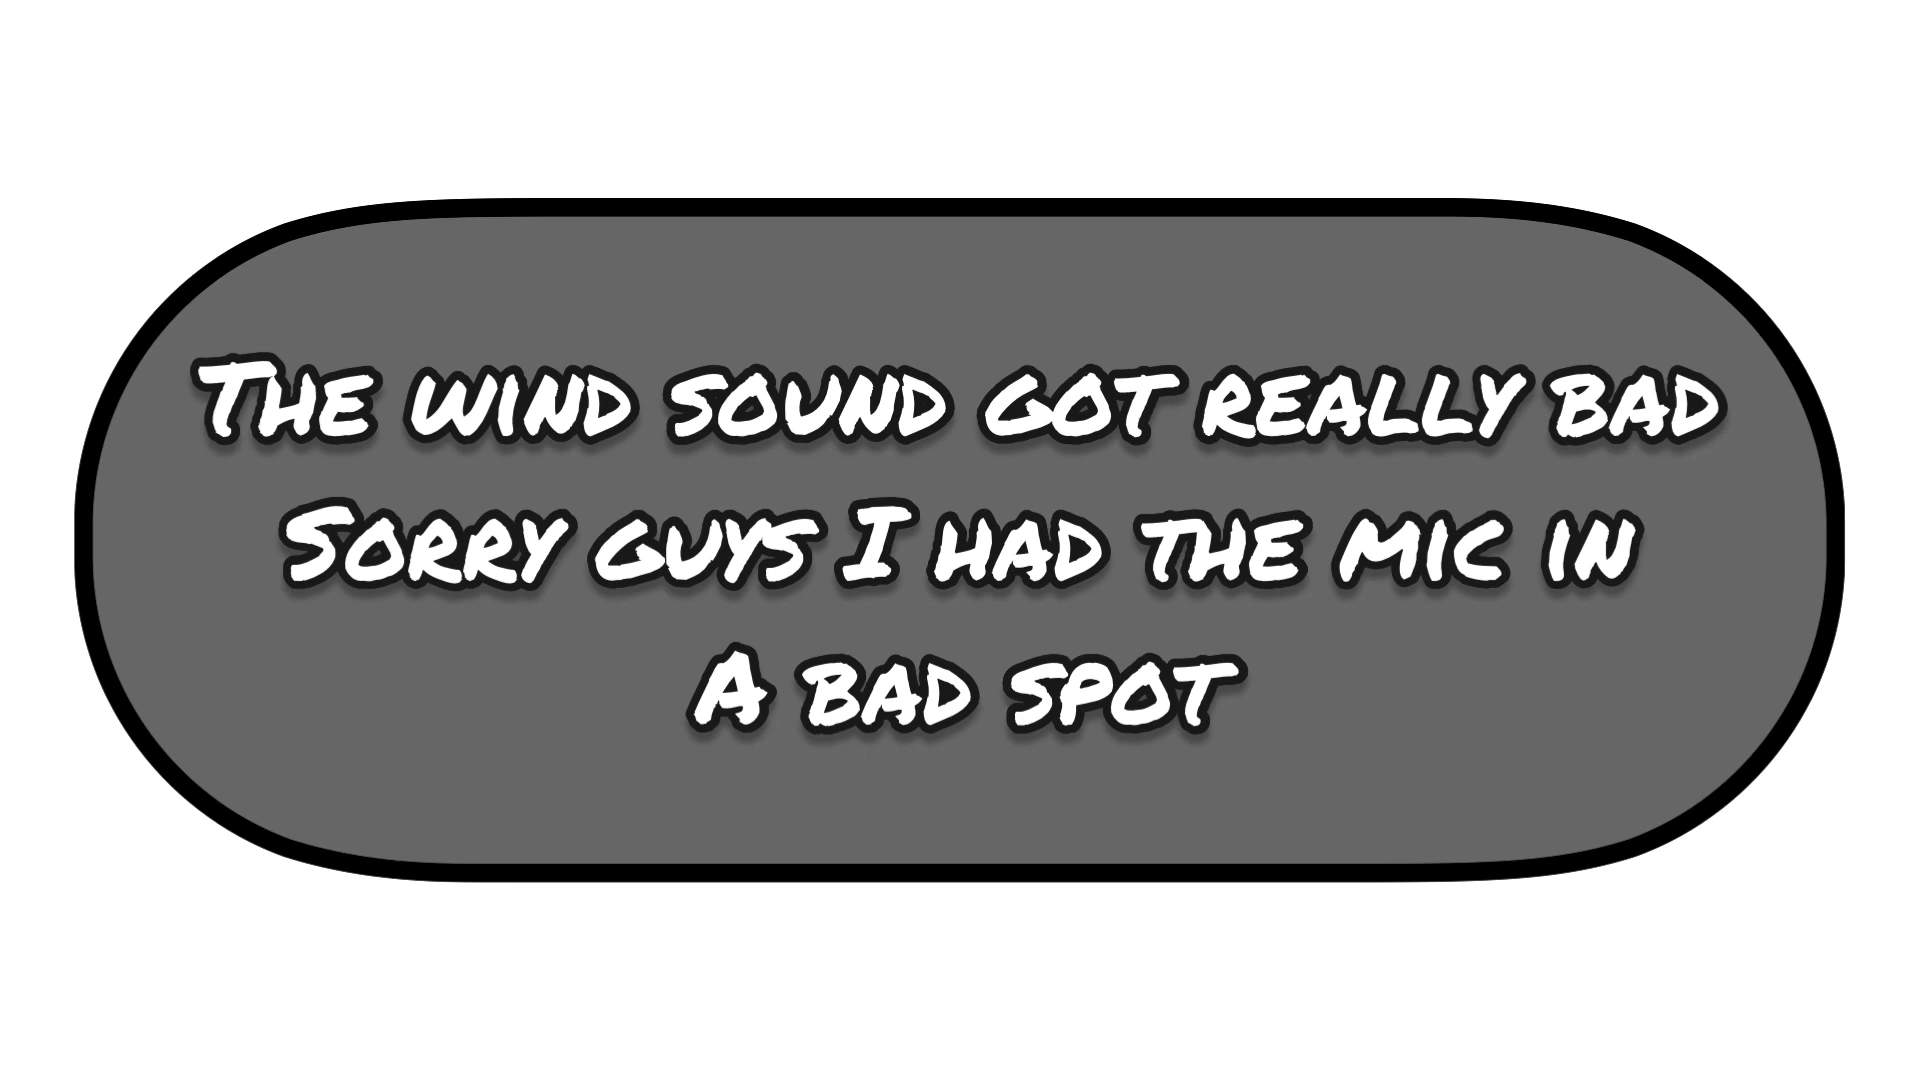 The wind sound got really bad
Sorry guys I had the mic in
A bad spot